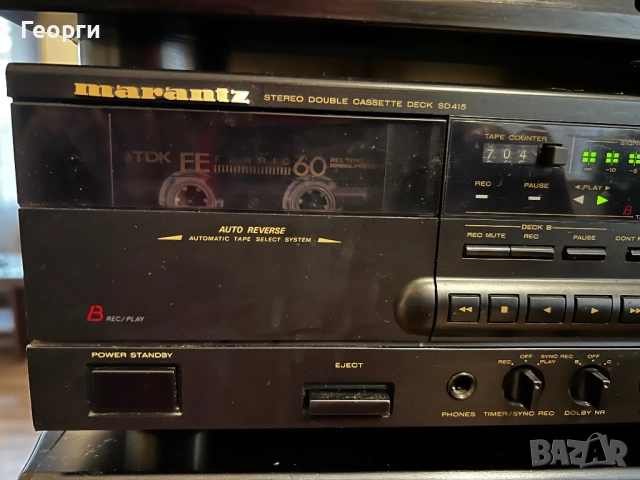 Георги
marantz STEREO DOUBLE CASSETTE DECK SD415
TAPE COUNTER
704
TDK FE Ferric 60
REC PAUSE
PLAY
AUTO REVERSE
AUTOMATIC TAPE SELECT SYSTEM
DECK B
REC MUTE REC PAUSE
B REC/PLAY
POWER STANDBY
EJECT
PHONES
REC OFF PLAY SYNC REC
TIMER/SYNC REC
B OFF C
DOLBY NR
BAZAR